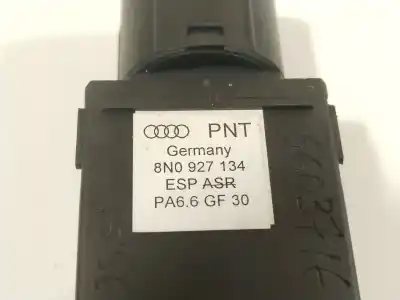 PNT
Germany
8N0 927 134
ESP ASR
PA6.6 GF 30